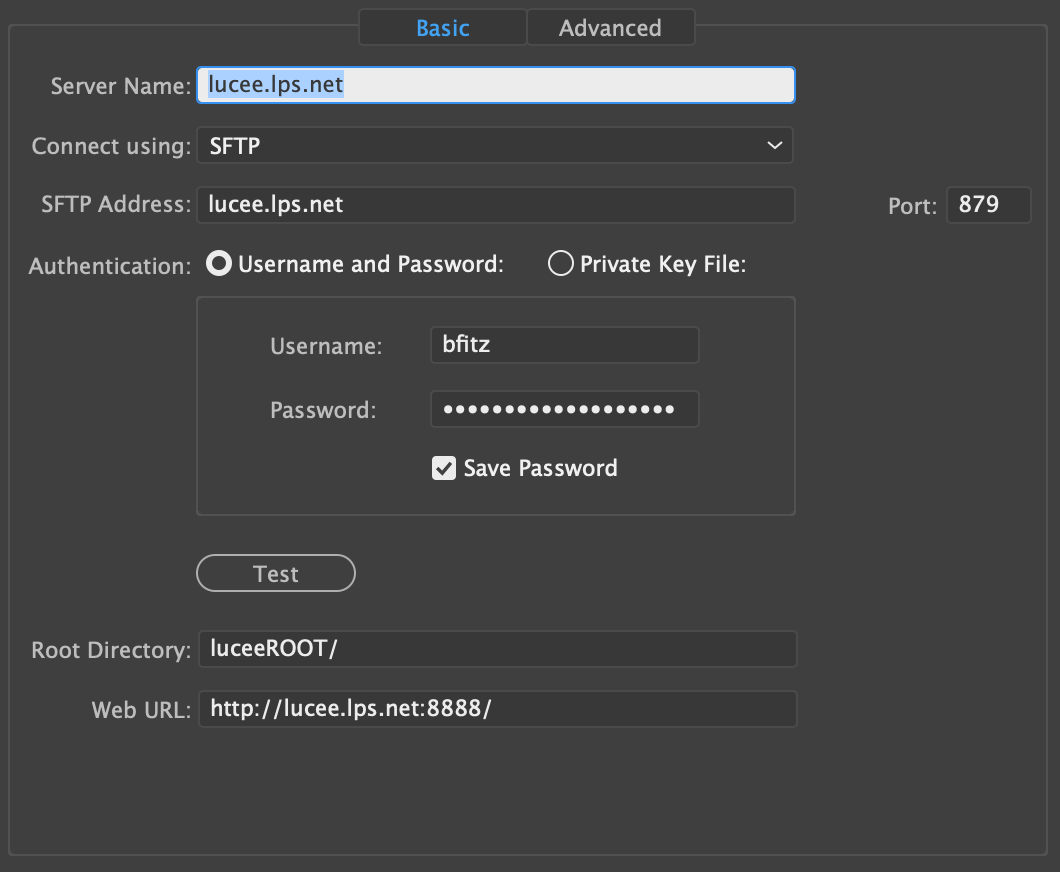 Basic Advanced
Server Name: lucee.lps.net
Connect using: SFTP
SFTP Address: lucee.lps.net Port: 879
Authentication: Username and Password: Private Key File:
Username: bfitz
Password: •••••••••••••••••••
Save Password
Test
Root Directory: luceeROOT/
Web URL: http://lucee.lps.net:8888/